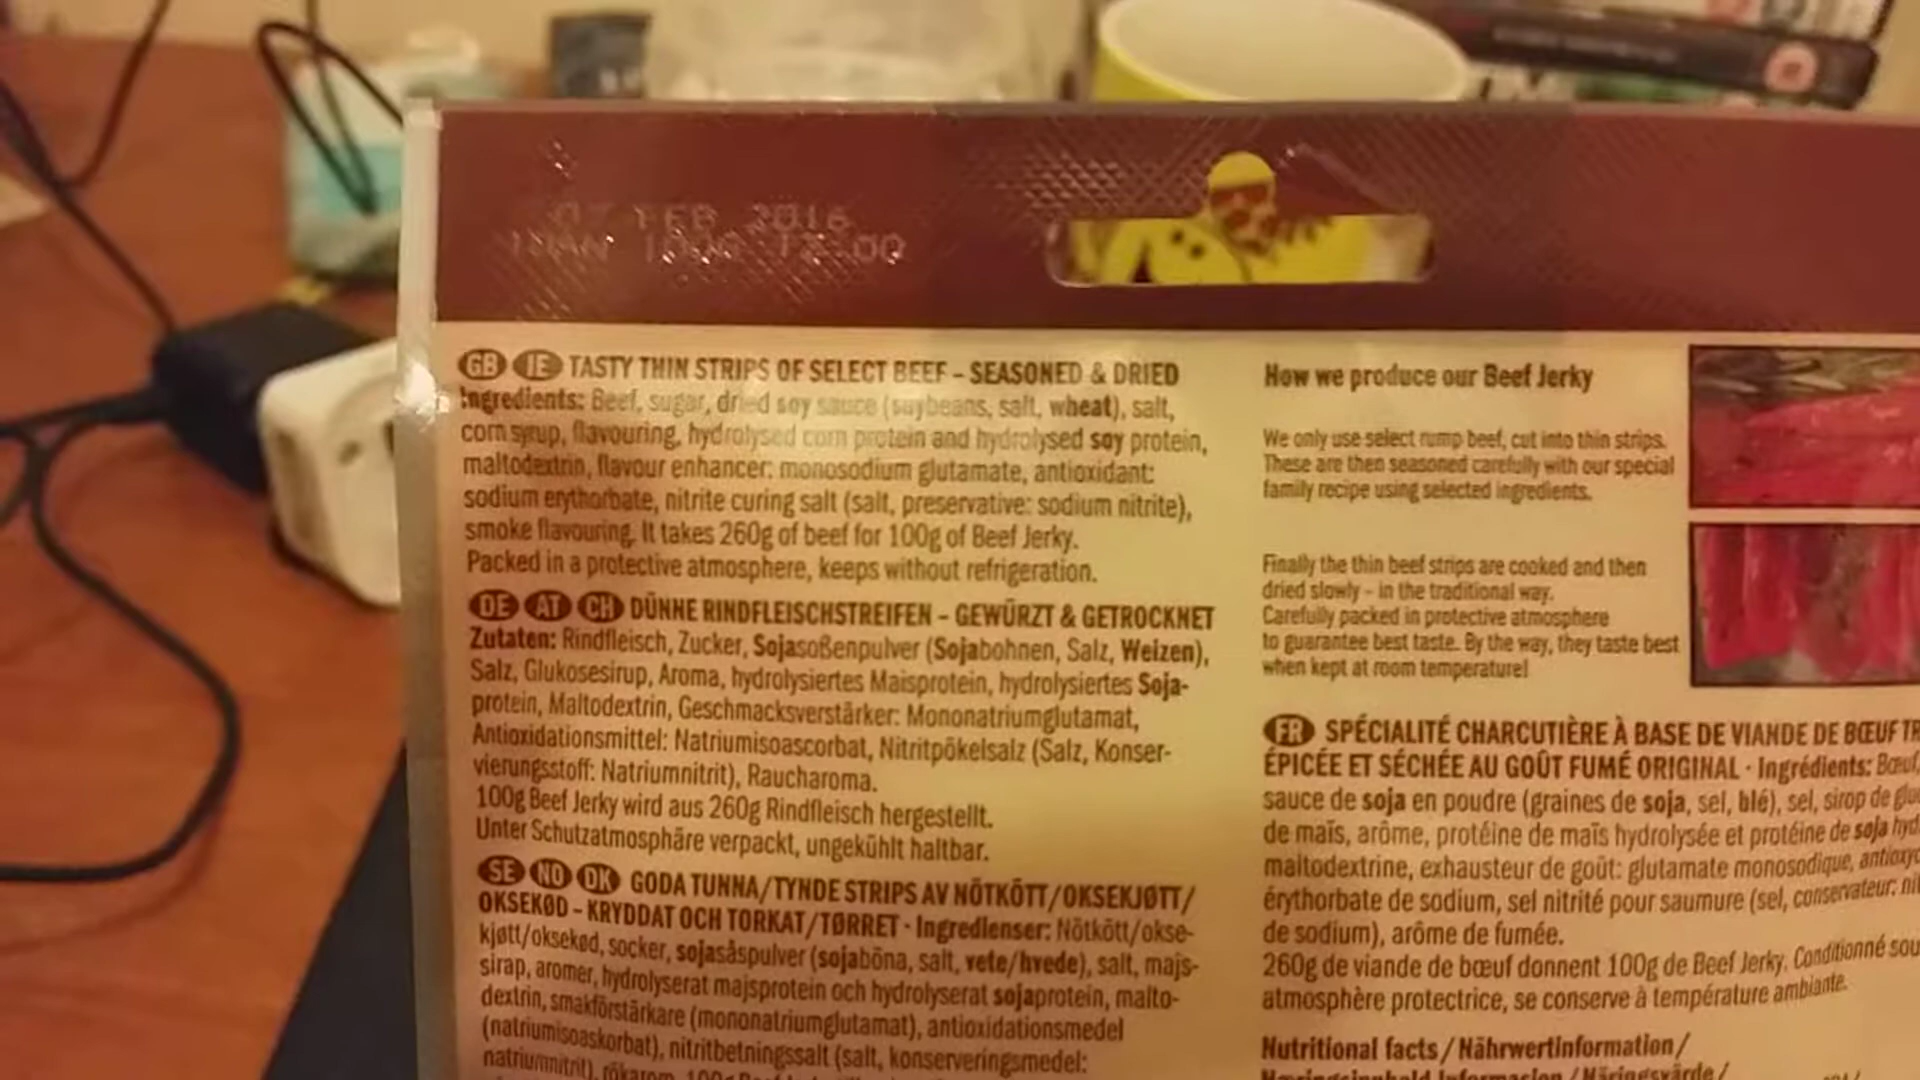 FEB 2016
GB IE TASTY THIN STRIPS OF SELECT BEEF – SEASONED & DRIED
Ingredients: Beef, sugar, dried soy sauce (soybeans, salt, wheat), salt,
corn syrup, flavouring, hydrolysed corn protein and hydrolysed soy protein,
maltodextrin, flavour enhancer: monosodium glutamate, antioxidant:
sodium erythorbate, nitrite curing salt (salt, preservative: sodium nitrite),
smoke flavouring. It takes 260g of beef for 100g of Beef Jerky.
Packed in a protective atmosphere, keeps without refrigeration.
DE AT CH DÜNNE RINDFLEISCHSTREIFEN – GEWÜRZT & GETROCKNET
Zutaten: Rindfleisch, Zucker, Sojasoßenpulver (Sojabohnen, Salz, Weizen),
Salz, Glukosesirup, Aroma, hydrolysiertes Maisprotein, hydrolysiertes Soja-
protein, Maltodextrin, Geschmacksverstärker: Mononatriumglutamat,
Antioxidationsmittel: Natriumisoascorbat, Nitritpökelsalz (Salz, Konser-
vierungsstoff: Natriumnitrit), Raucharoma.
100g Beef Jerky wird aus 260g Rindfleisch hergestellt.
Unter Schutzatmosphäre verpackt, ungekühlt haltbar.
SE NO DK GODA TUNNA/TYNDE STRIPS AV NÖTKÖTT/OKSEKJØTT/
OKSEKØD – KRYDDAT OCH TORKAT/TØRRET · Ingredienser: Nötkött/okse-
kjøtt/oksekød, socker, sojasåspulver (sojaböna, salt, vete/hvede), salt, majs-
sirap, aromer, hydrolyserat majsprotein och hydrolyserat sojaprotein, malto-
dextrin, smakförstärkare (mononatriumglutamat), antioxidationsmedel
(natriumisoaskorbat), nitritbetningssalt (salt, konserveringsmedel:
natriumnitrit), rökarom. 100g
How we produce our Beef Jerky
We only use select rump beef, cut into thin strips.
These are then seasoned carefully with our special
family recipe using selected ingredients.
Finally the thin beef strips are cooked and then
dried slowly – in the traditional way.
Carefully packed in protective atmosphere
to guarantee best taste. By the way, they taste best
when kept at room temperature!
FR SPÉCIALITÉ CHARCUTIÈRE À BASE DE VIANDE DE BŒUF
ÉPICÉE ET SÉCHÉE AU GOÛT FUMÉ ORIGINAL · Ingrédients: Bœuf,
sauce de soja en poudre (graines de soja, sel, blé), sel, sirop de
de maïs, arôme, protéine de maïs hydrolysée et protéine de soja
maltodextrine, exhausteur de goût: glutamate monosodique,
érythorbate de sodium, sel nitrité pour saumure (sel, conservateur:
de sodium), arôme de fumée.
260g de viande de bœuf donnent 100g de Beef Jerky. Conditionné
atmosphère protectrice, se conserve à température ambiante.
Nutritional facts / Nährwertinformation /